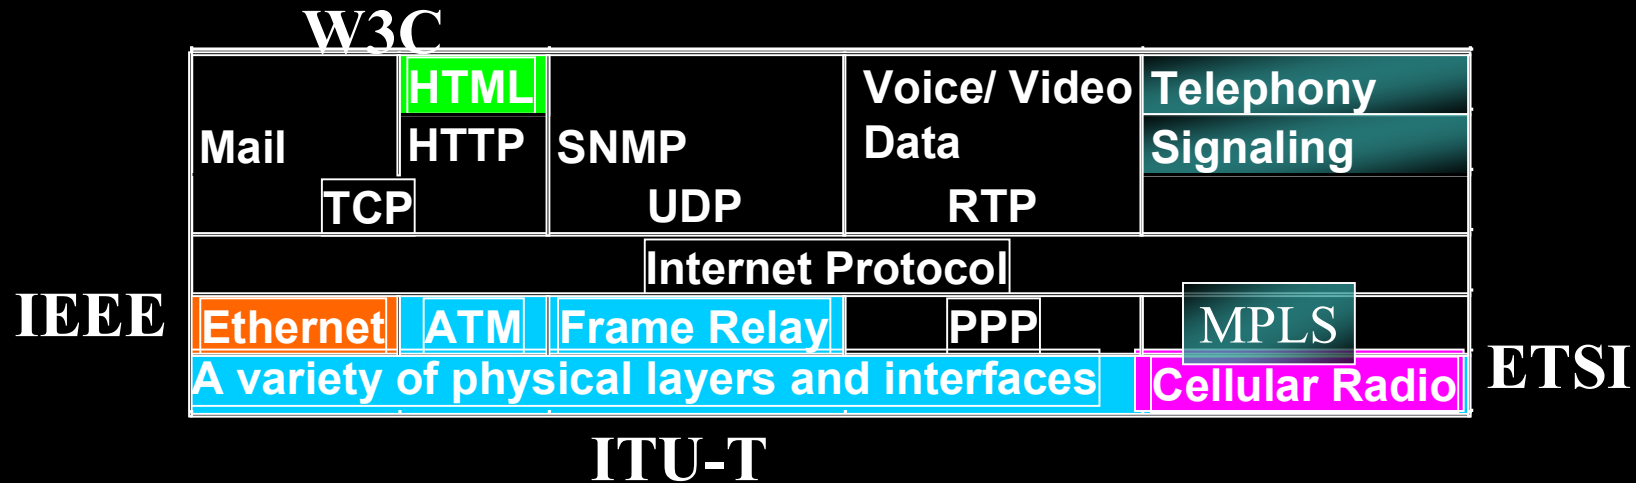 W3C
HTML
Voice/ Video
Telephony
Mail
HTTP
SNMP
Data
Signaling
TCP
UDP
RTP
Internet Protocol
IEEE
Ethernet
ATM
Frame Relay
PPP
MPLS
A variety of physical layers and interfaces
Cellular Radio
ETSI
ITU-T